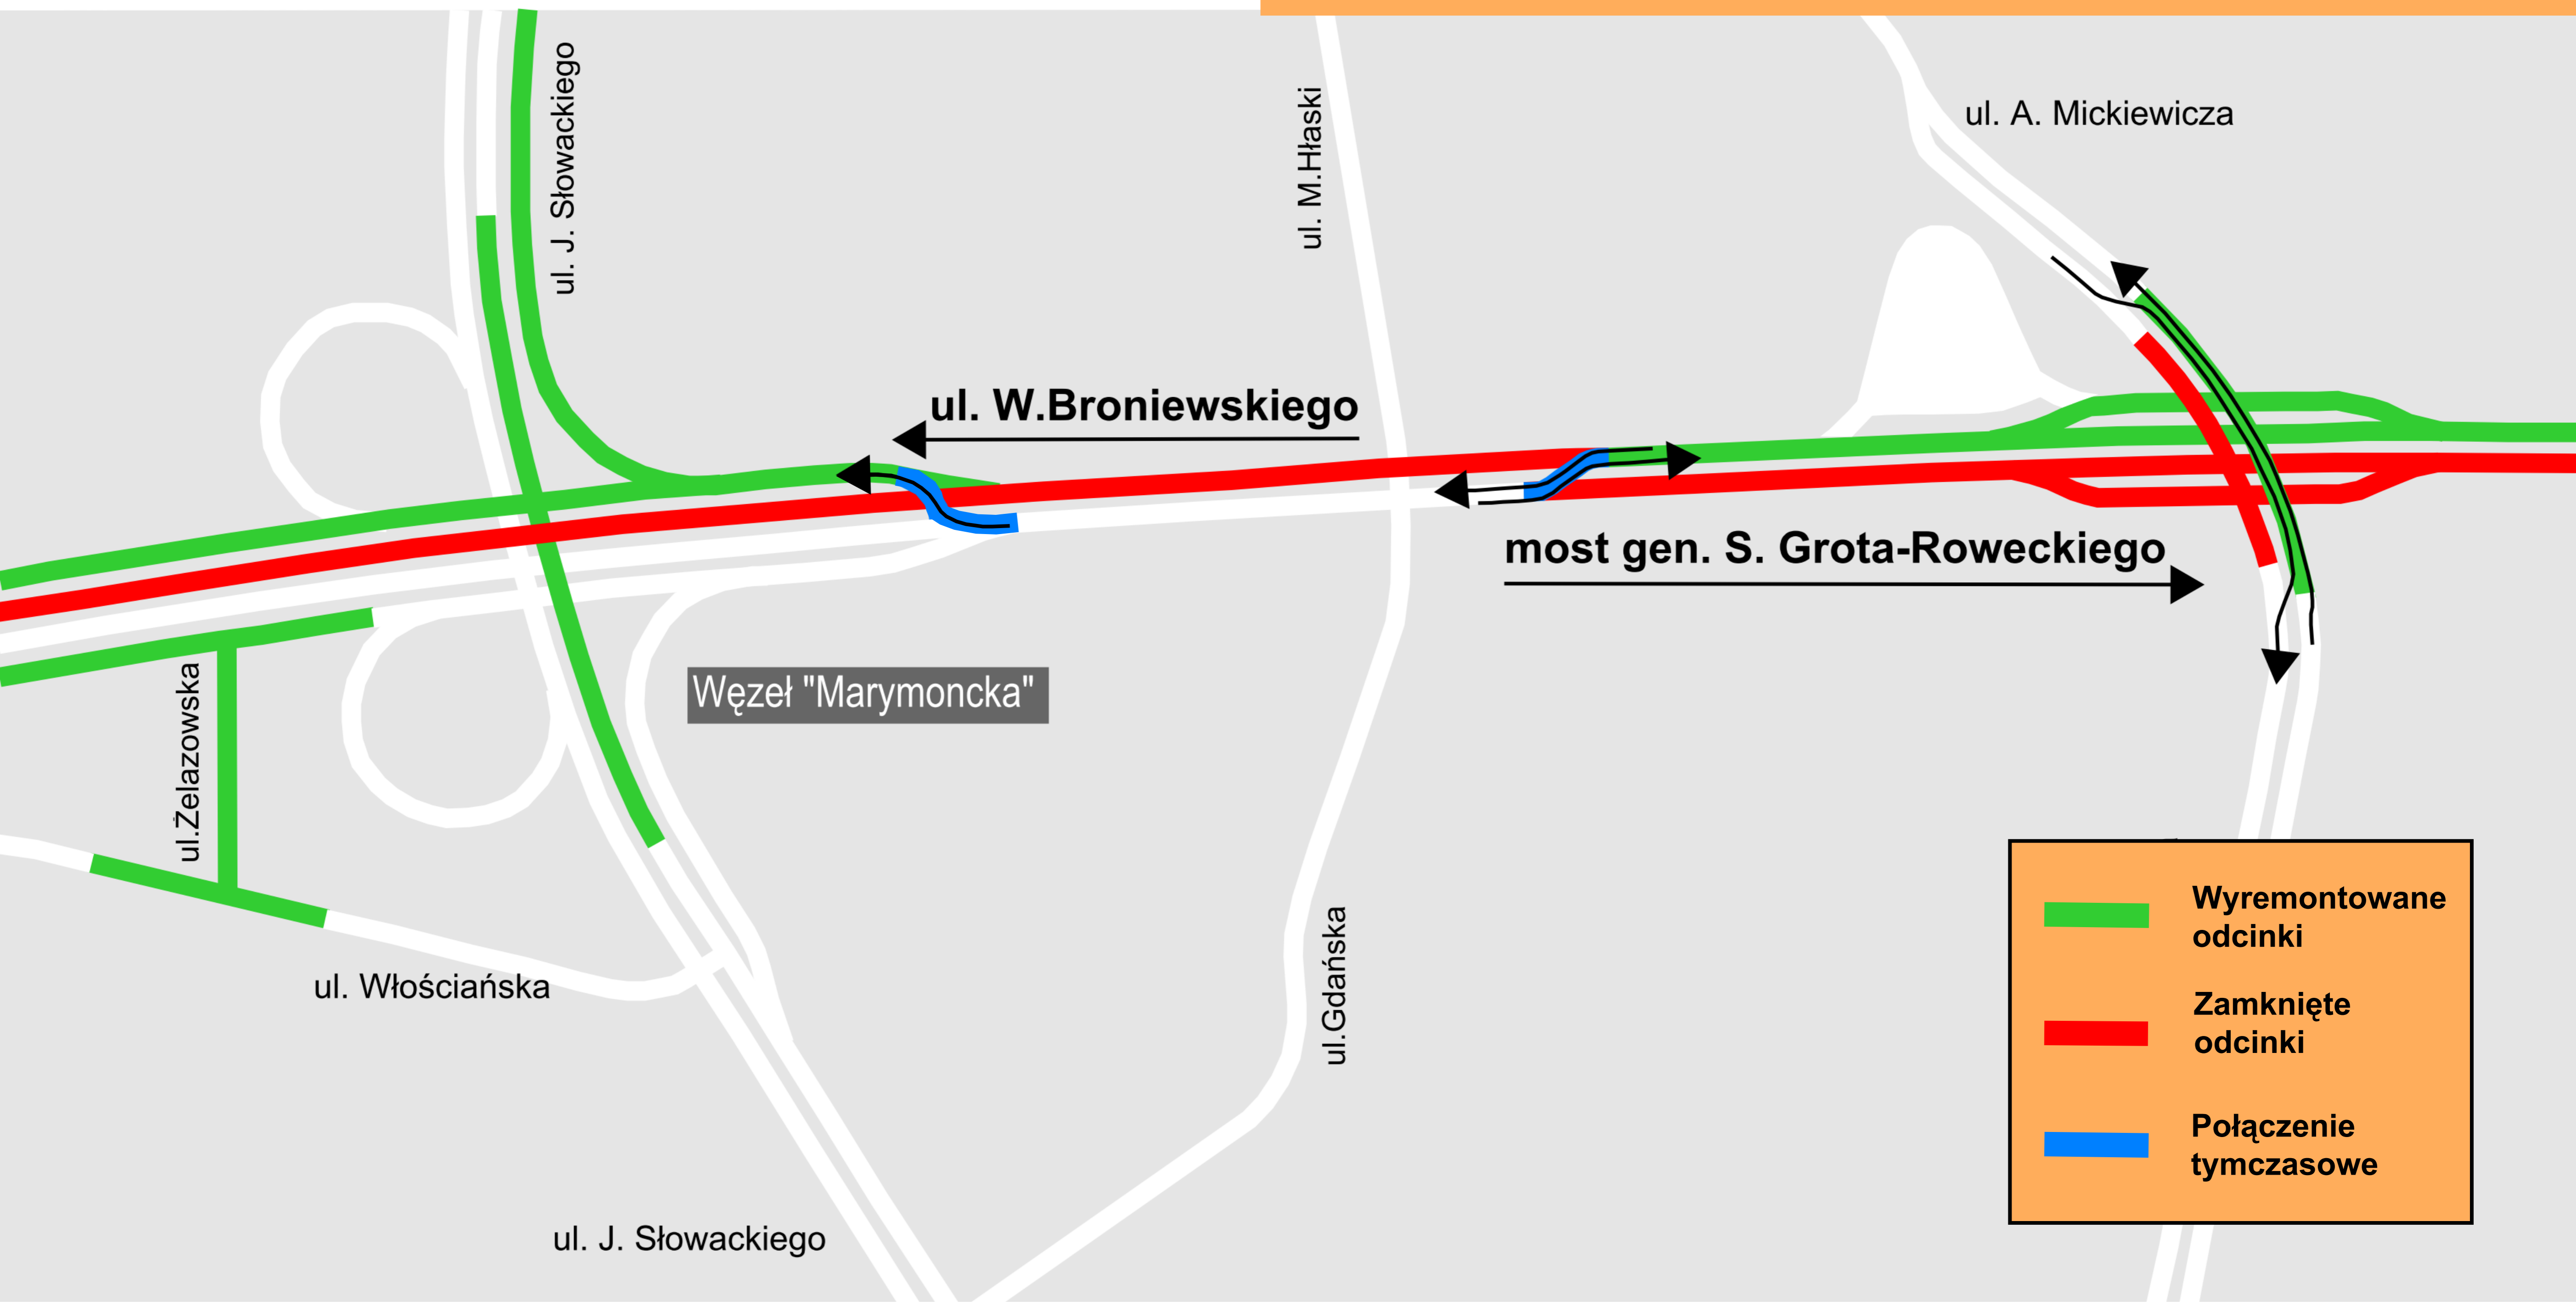 ul. J. Słowackiego
ul. M.Hłaski
ul. A. Mickiewicza
ul. W.Broniewskiego
most gen. S. Grota-Roweckiego
Węzeł "Marymoncka"
ul.Żelazowska
ul. Włościańska
ul.Gdańska
ul. J. Słowackiego
Wyremontowane
odcinki
Zamknięte
odcinki
Połączenie
tymczasowe